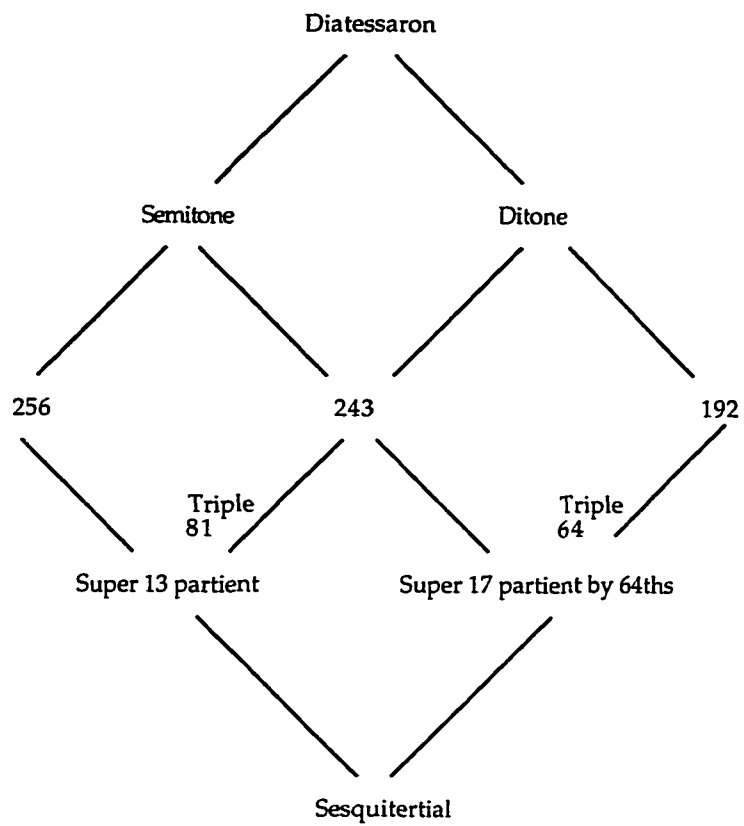 Diatessaron
Semitone
Ditone
256
243
192
Triple
81
Triple
64
Super 13 partient
Super 17 partient by 64ths
Sesquitertial